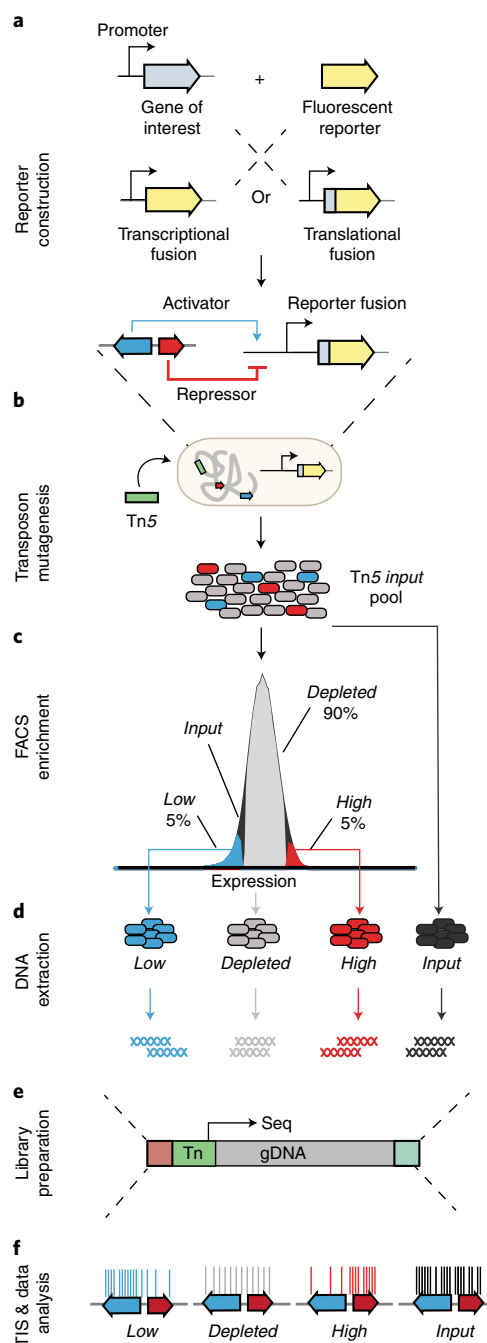 a
Promoter
+
Gene of
interest
Fluorescent
reporter
Reporter
construction
Or
Transcriptional
fusion
Translational
fusion
Activator
Reporter fusion
Repressor
b
Transposon
mutagenesis
Tn5
Tn5 input
pool
c
FACS
enrichment
Depleted
90%
Input
Low
5%
High
5%
Expression
d
DNA
extraction
Low
Depleted
High
Input
e
Library
preparation
Seq
Tn
gDNA
f
TIS & data
analysis
Low
Depleted
High
Input